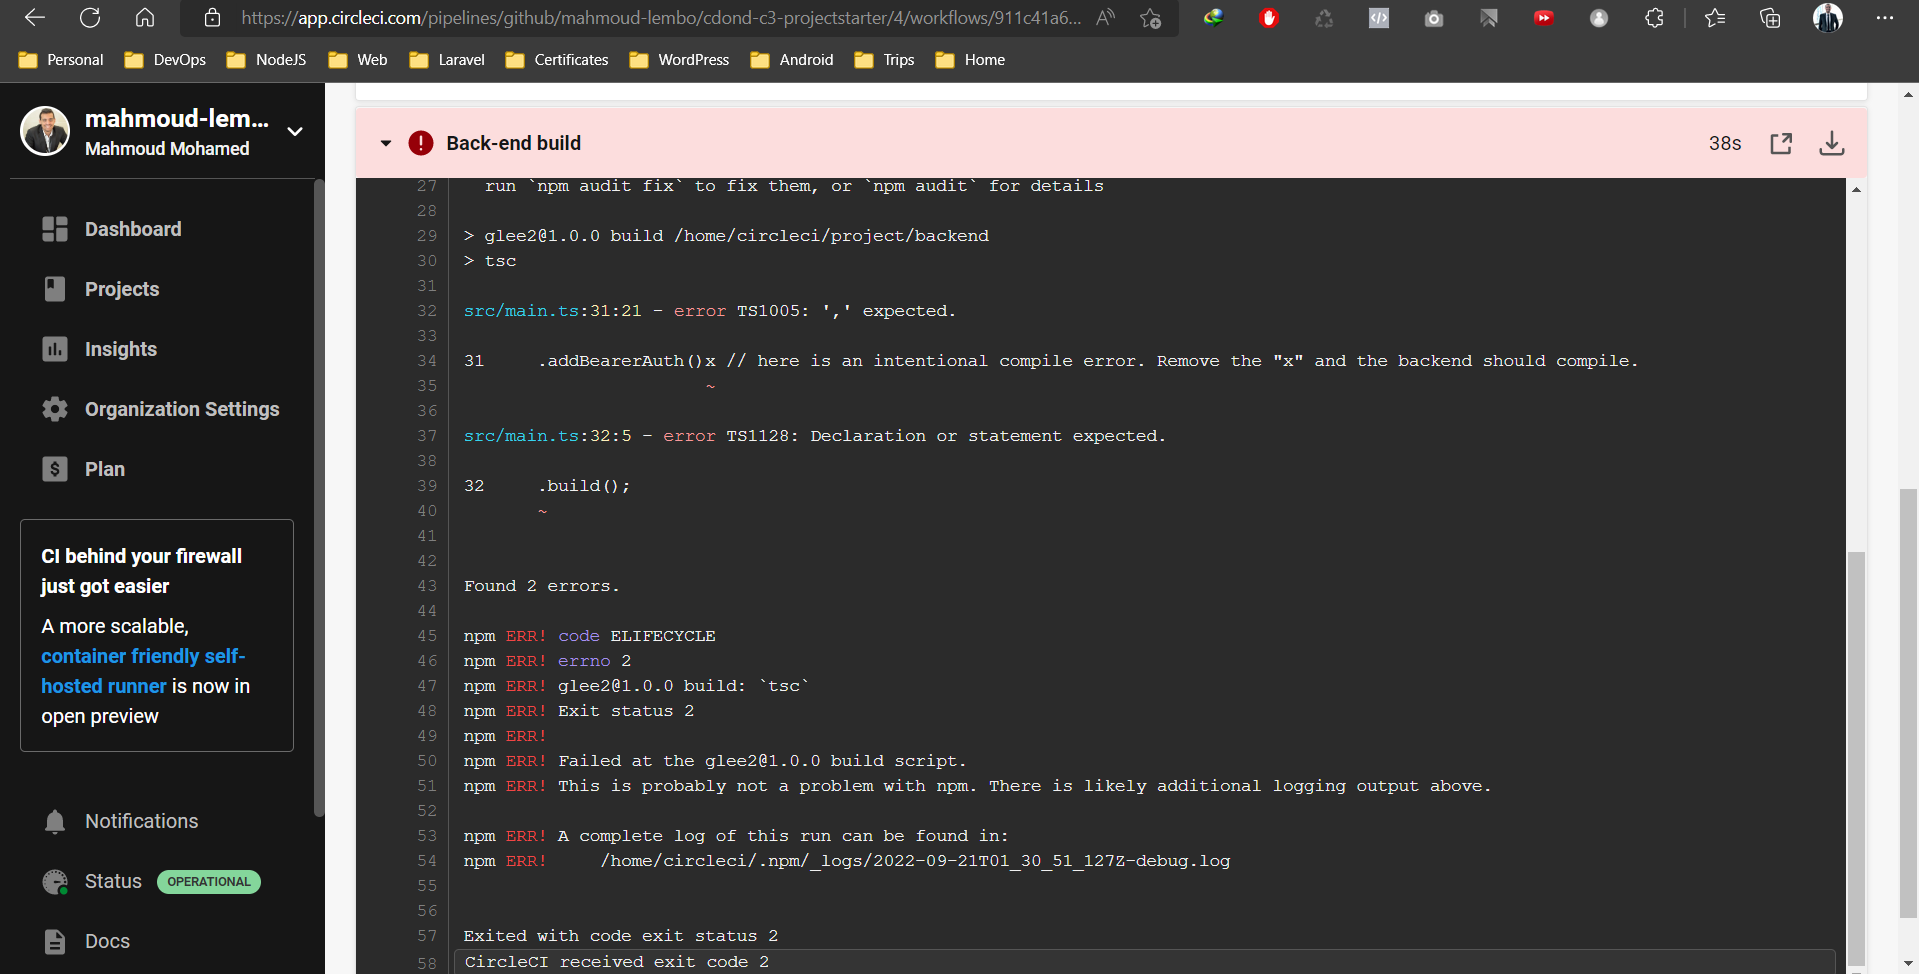 https://app.circleci.com/pipelines/github/mahmoud-lembo/cdond-c3-projectstarter/4/workflows/911c41a6...
Personal DevOps NodeJS Web Laravel Certificates WordPress Android Trips Home
mahmoud-lem...
Mahmoud Mohamed
Dashboard
Projects
Insights
Organization Settings
Plan
CI behind your firewall
just got easier
A more scalable,
container friendly self-
hosted runner is now in
open preview
Notifications
Status OPERATIONAL
Docs
Back-end build 38s
27 run `npm audit fix` to fix them, or `npm audit` for details
28
29 > glee2@1.0.0 build /home/circleci/project/backend
30 > tsc
31
32 src/main.ts:31:21 - error TS1005: ',' expected.
33
34 31 .addBearerAuth()x // here is an intentional compile error. Remove the "x" and the backend should compile.
35 ~
36
37 src/main.ts:32:5 - error TS1128: Declaration or statement expected.
38
39 32 .build();
40 ~
41
42
43 Found 2 errors.
44
45 npm ERR! code ELIFECYCLE
46 npm ERR! errno 2
47 npm ERR! glee2@1.0.0 build: `tsc`
48 npm ERR! Exit status 2
49 npm ERR!
50 npm ERR! Failed at the glee2@1.0.0 build script.
51 npm ERR! This is probably not a problem with npm. There is likely additional logging output above.
52
53 npm ERR! A complete log of this run can be found in:
54 npm ERR! /home/circleci/.npm/_logs/2022-09-21T01_30_51_127Z-debug.log
55
56
57 Exited with code exit status 2
58 CircleCI received exit code 2